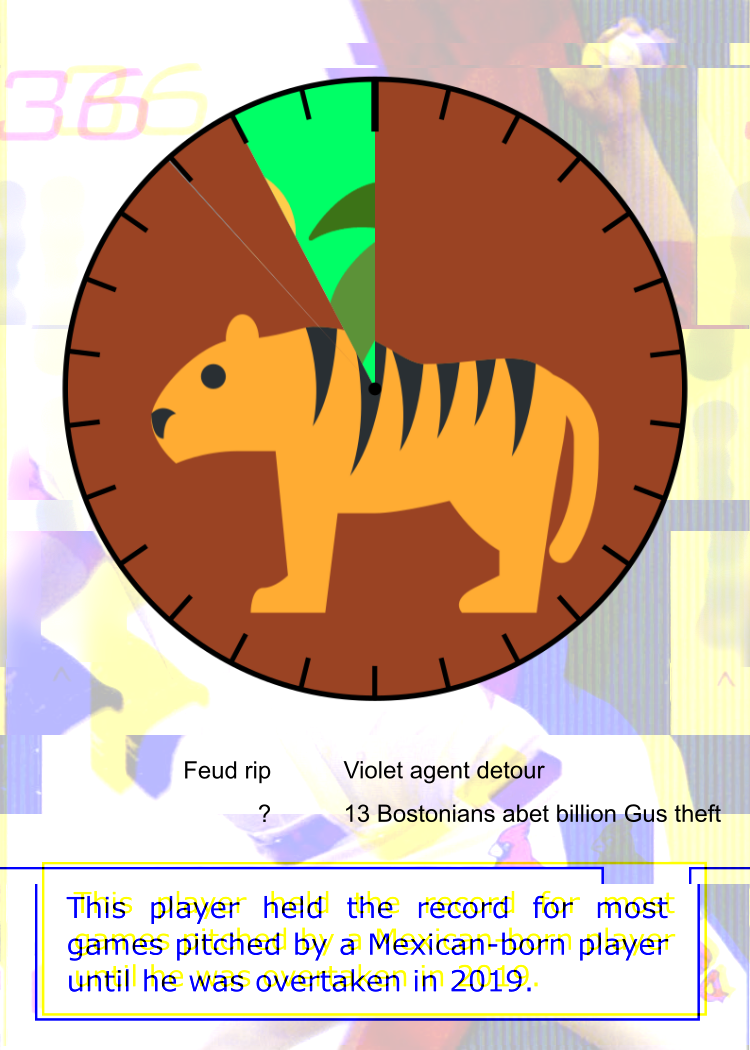 36
Feud rip Violet agent detour
? 13 Bostonians abet billion Gus theft
This player held the record for most
games pitched by a Mexican-born player
until he was overtaken in 2019.